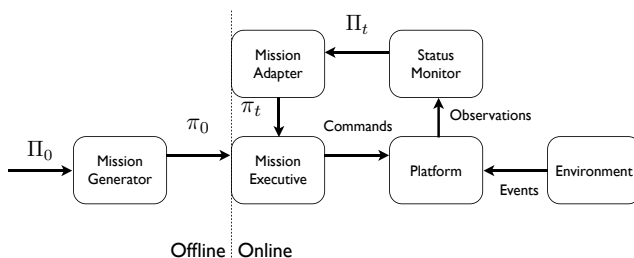 Π_t
Mission
Adapter
Status
Monitor
π_t
Observations
π_0
Commands
Π_0
Mission
Generator
Mission
Executive
Platform
Environment
Events
Offline
Online